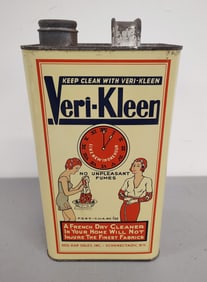 KEEP CLEAN WITH VERI-KLEEN
Veri-Kleen
NO UNPLEASANT
FUMES
A FRENCH DRY CLEANER
IN YOUR HOME WILL NOT
INJURE THE FINEST FABRICS